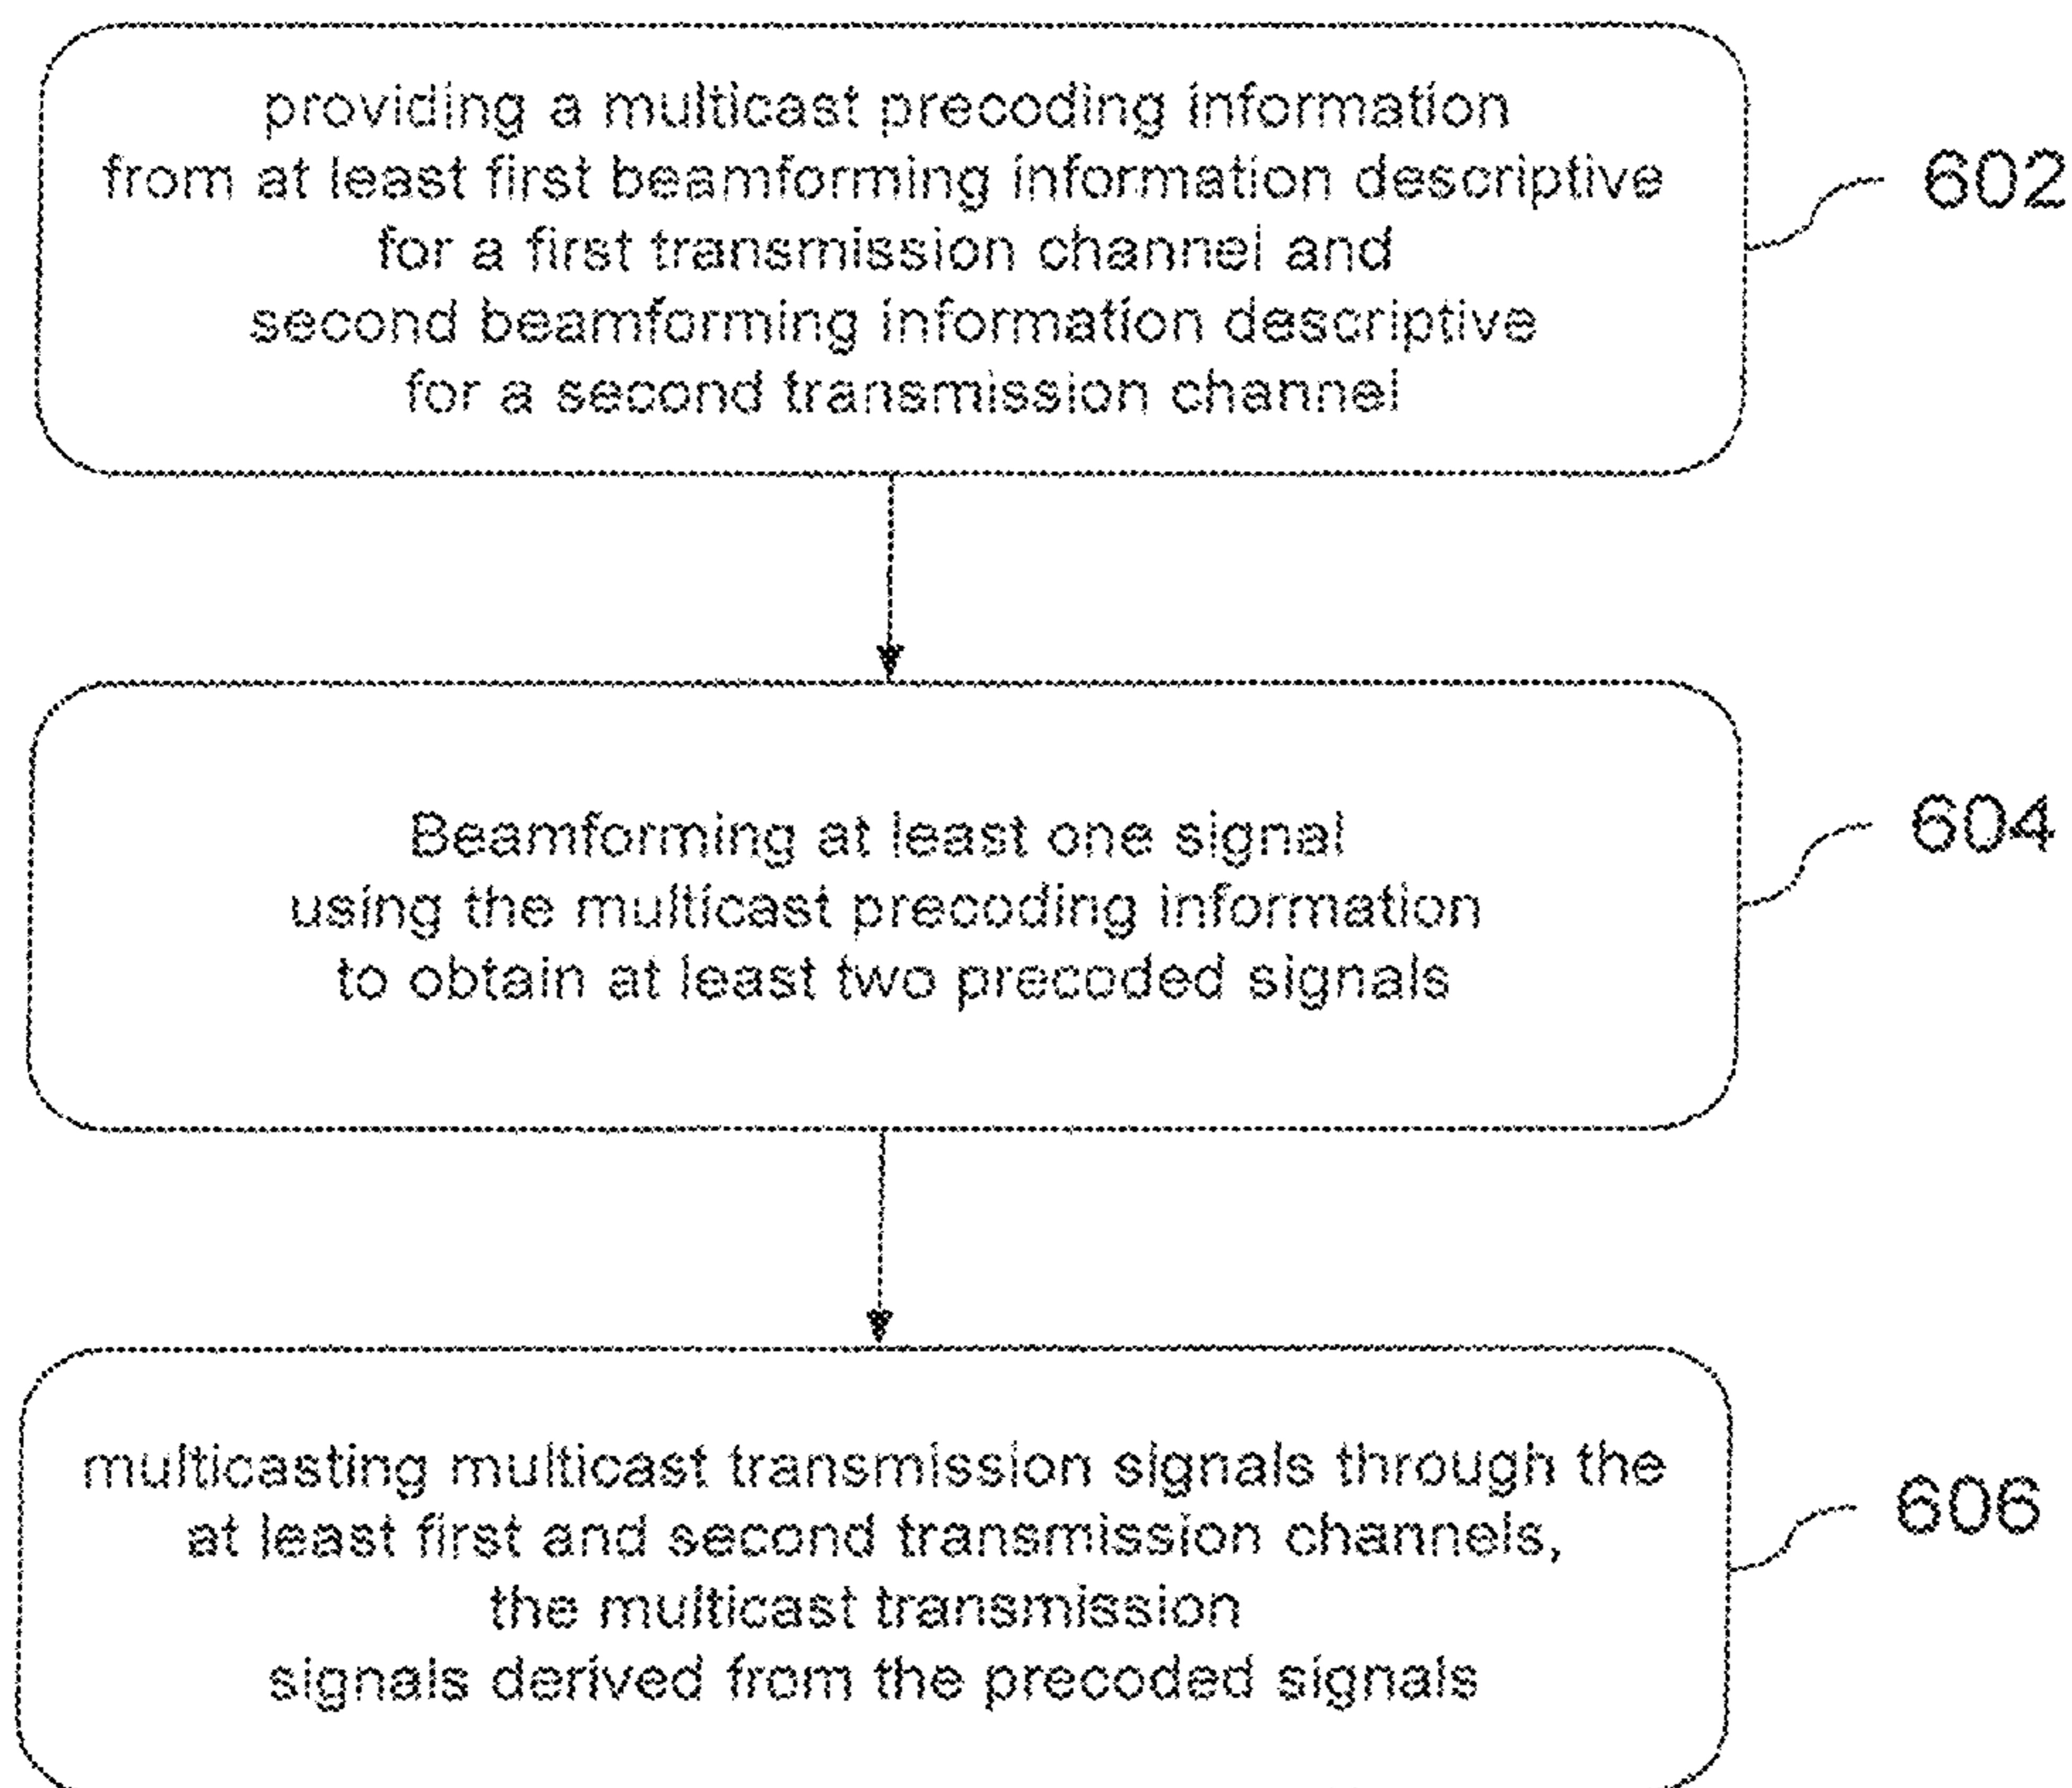 providing a multicast precoding information
from at least first beamforming information descriptive
for a first transmission channel and
second beamforming information descriptive
for a second transmission channel
602
Beamforming at least one signal
using the multicast precoding information
to obtain at least two precoded signals
604
multicasting multicast transmission signals through the
at least first and second transmission channels,
the multicast transmission
signals derived from the precoded signals
606